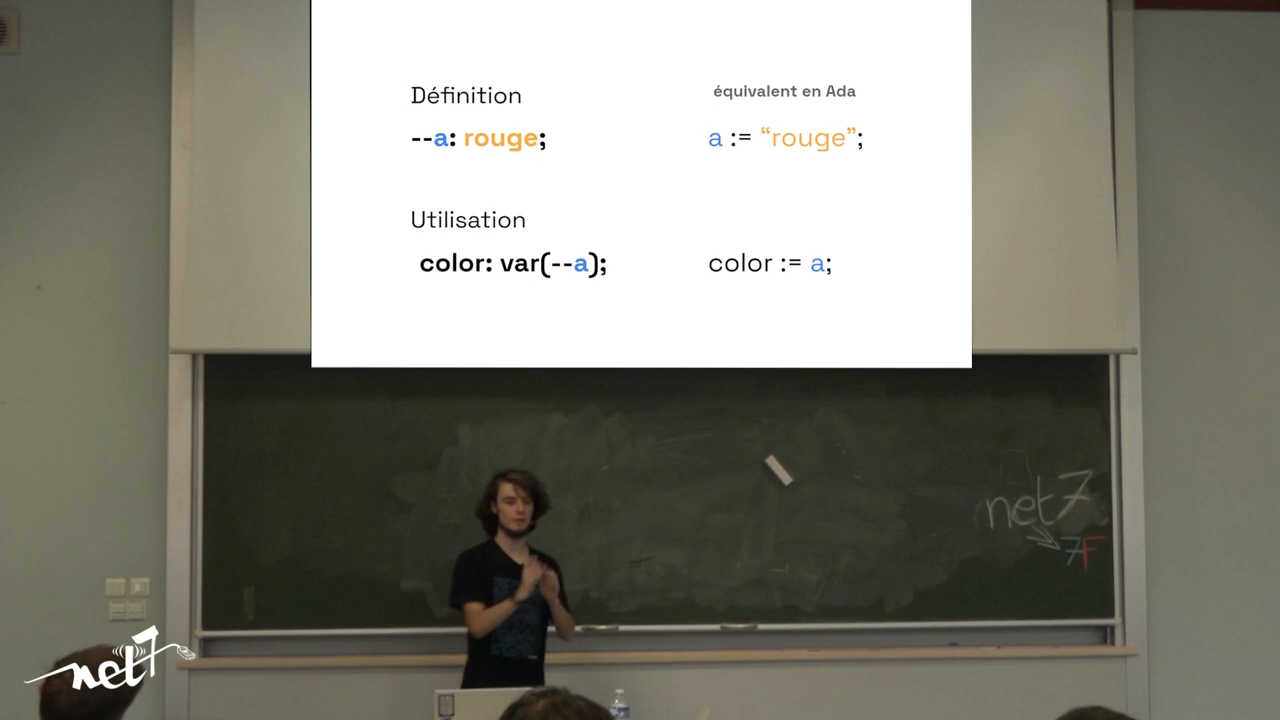 Définition
--a: rouge;
équivalent en Ada
a := “rouge”;
Utilisation
color: var(--a);
color := a;
net7
7F
net7